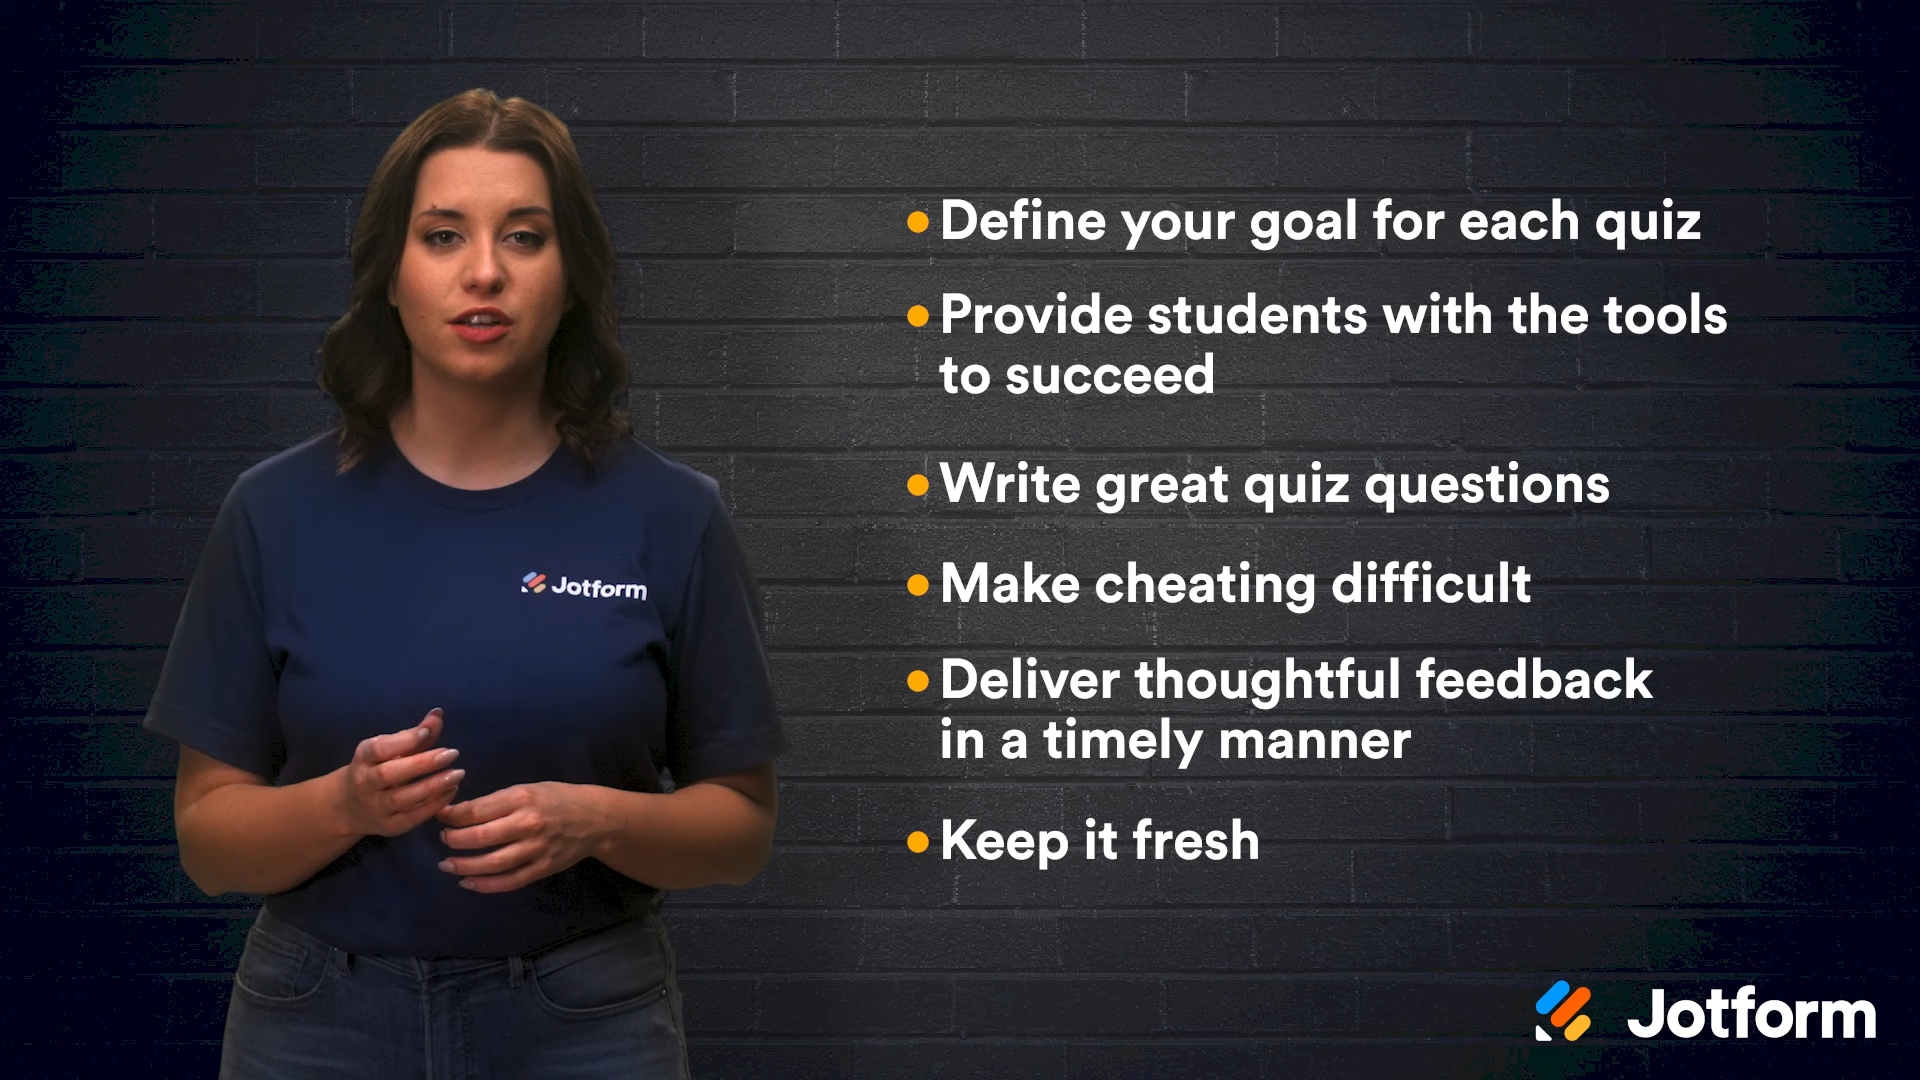 Define your goal for each quiz
Provide students with the tools
to succeed
Write great quiz questions
Make cheating difficult
Deliver thoughtful feedback
in a timely manner
Keep it fresh
Jotform
Jotform